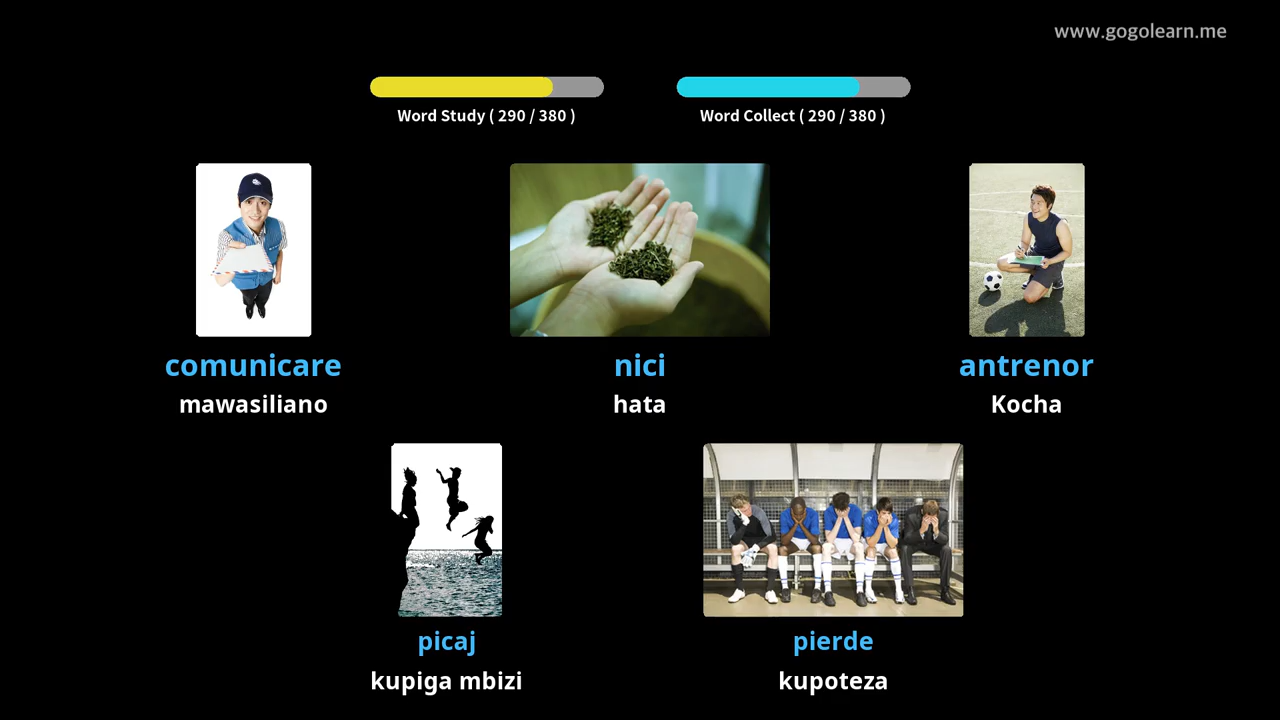 www.gogolearn.me
Word Study ( 290 / 380 )
Word Collect ( 290 / 380 )
comunicare
mawasiliano
nici
hata
antrenor
Kocha
picaj
kupiga mbizi
pierde
kupoteza